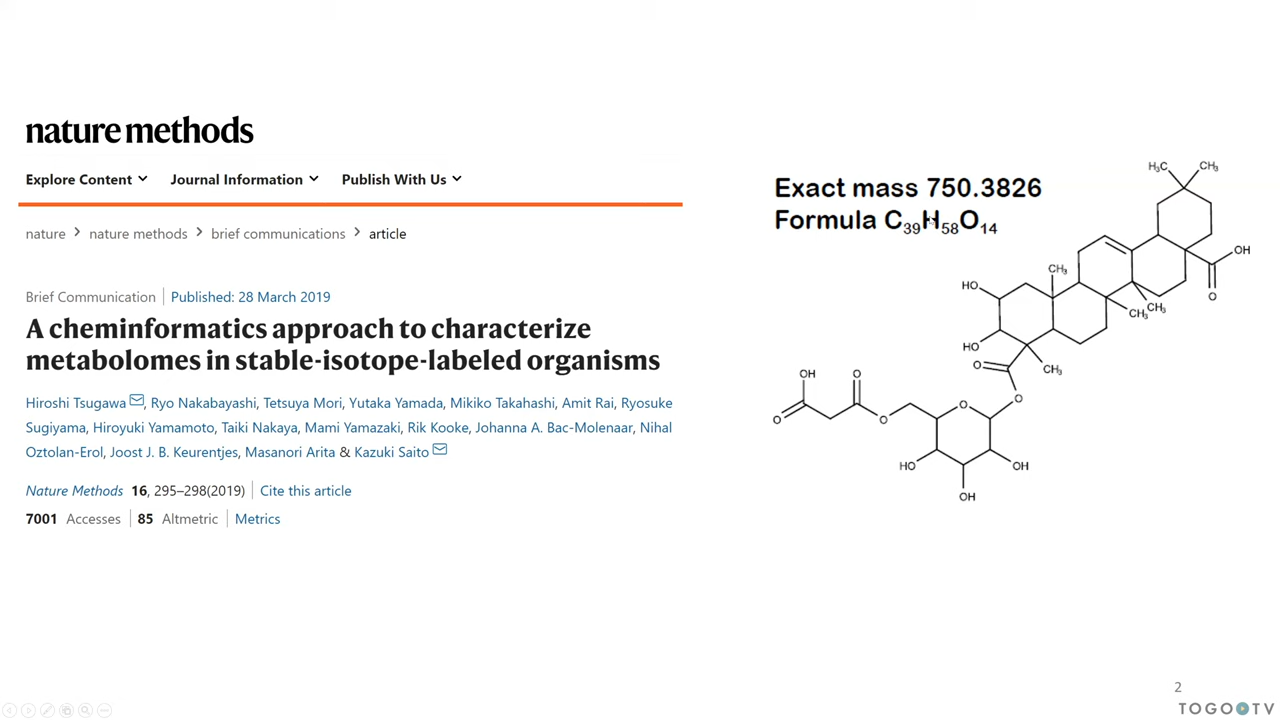 nature methods
Explore Content
Journal Information
Publish With Us
nature > nature methods > brief communications > article
Brief Communication | Published: 28 March 2019
A cheminformatics approach to characterize
metabolomes in stable-isotope-labeled organisms
Hiroshi Tsugawa, Ryo Nakabayashi, Tetsuya Mori, Yutaka Yamada, Mikiko Takahashi, Amit Rai, Ryosuke
Sugiyama, Hiroyuki Yamamoto, Taiki Nakaya, Mami Yamazaki, Rik Kooke, Johanna A. Bac-Molenaar, Nihal
Oztolan-Erol, Joost J. B. Keurentjes, Masanori Arita & Kazuki Saito
Nature Methods 16, 295–298(2019) | Cite this article
7001 Accesses | 85 Altmetric | Metrics
Exact mass 750.3826
Formula C₃₉H₅₈O₁₄
H₃C
CH₃
OH
O
CH₃
HO
CH₃
CH₃
HO
O
CH₃
OH
O
O
O
O
O
HO
OH
OH
2
TOGO TV